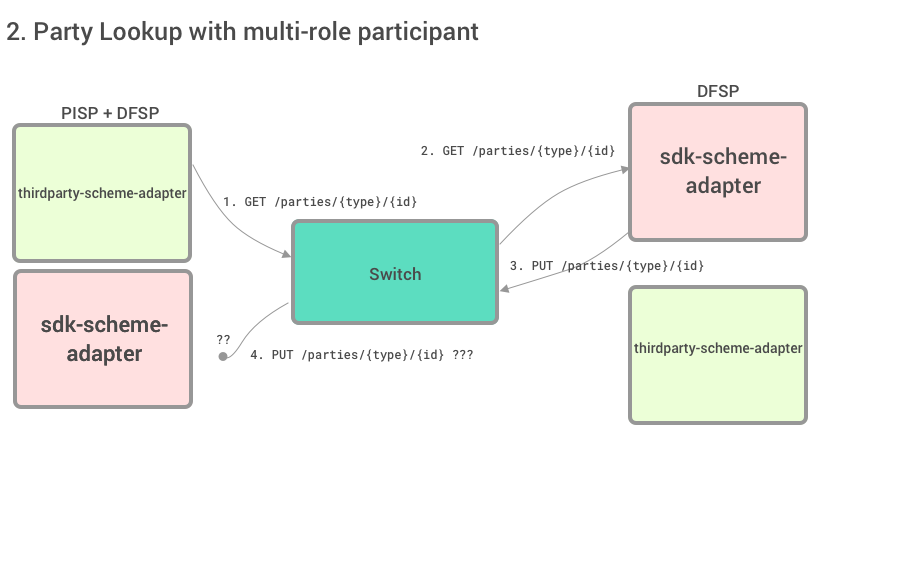 2. Party Lookup with multi-role participant
DFSP
PISP + DFSP
2. GET /parties/{type}/{id}
sdk-scheme-
adapter
thirdparty-scheme-adapter
1. GET /parties/{type}/{id}
Switch
3. PUT /parties/{type}/{id}
sdk-scheme-
adapter
??
4. PUT /parties/{type}/{id} ???
thirdparty-scheme-adapter